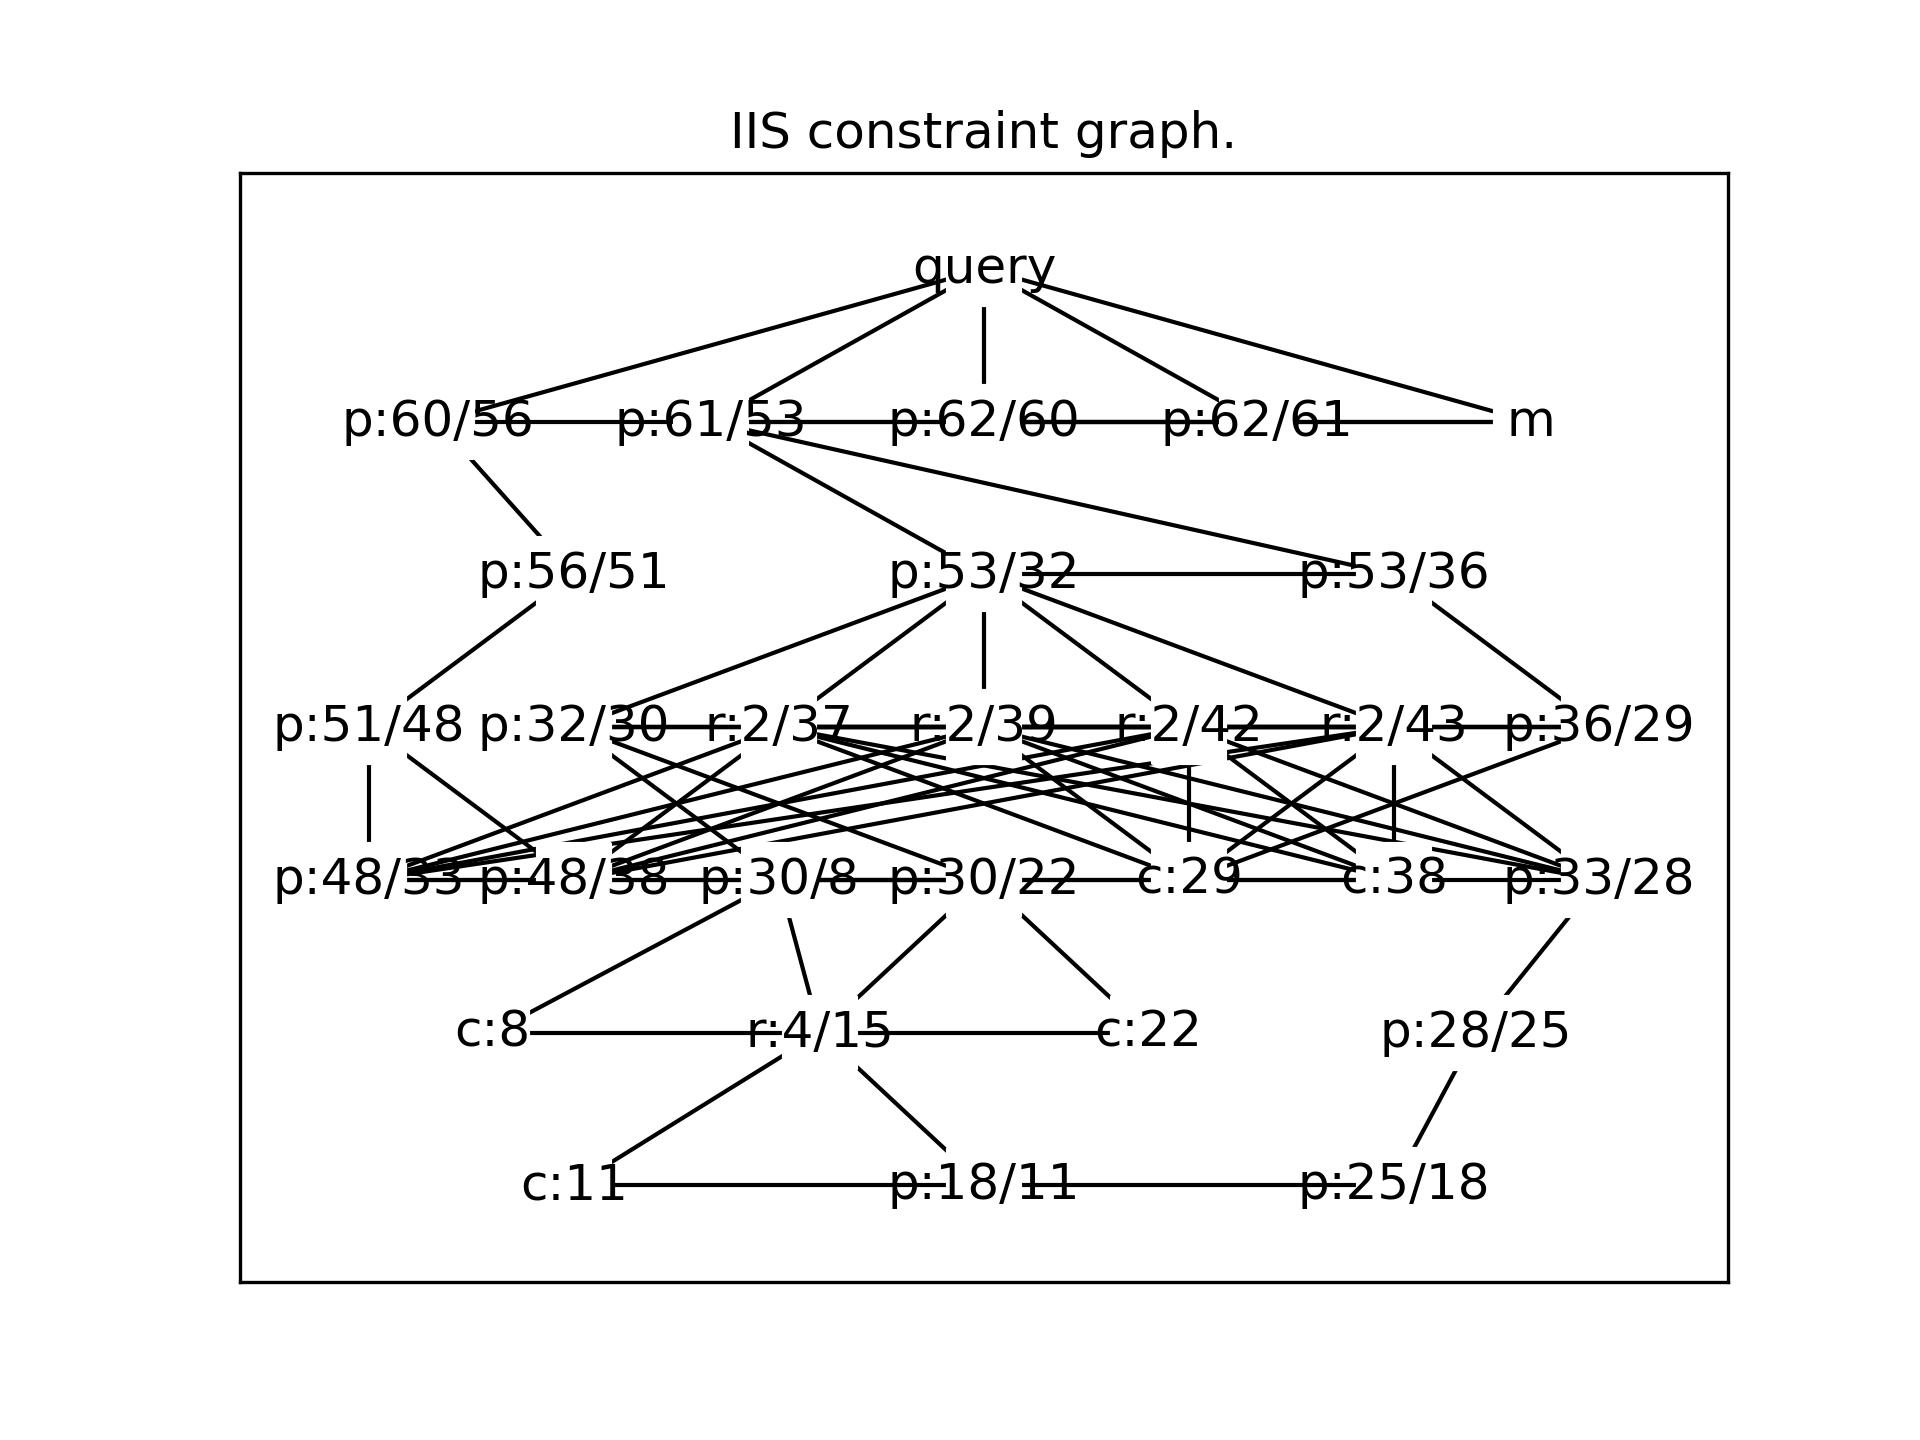 IIS constraint graph.
query
p:60/56 p:61/53 p:62/60 p:62/61 m
p:56/51 p:53/32 p:53/36
p:51/48 p:32/30 r:2/37 r:2/39 r:2/42 r:2/43 p:36/29
p:48/33 p:48/38 p:30/8 p:30/22 c:29 c:38 p:33/28
c:8 r:4/15 c:22 p:28/25
c:11 p:18/11 p:25/18